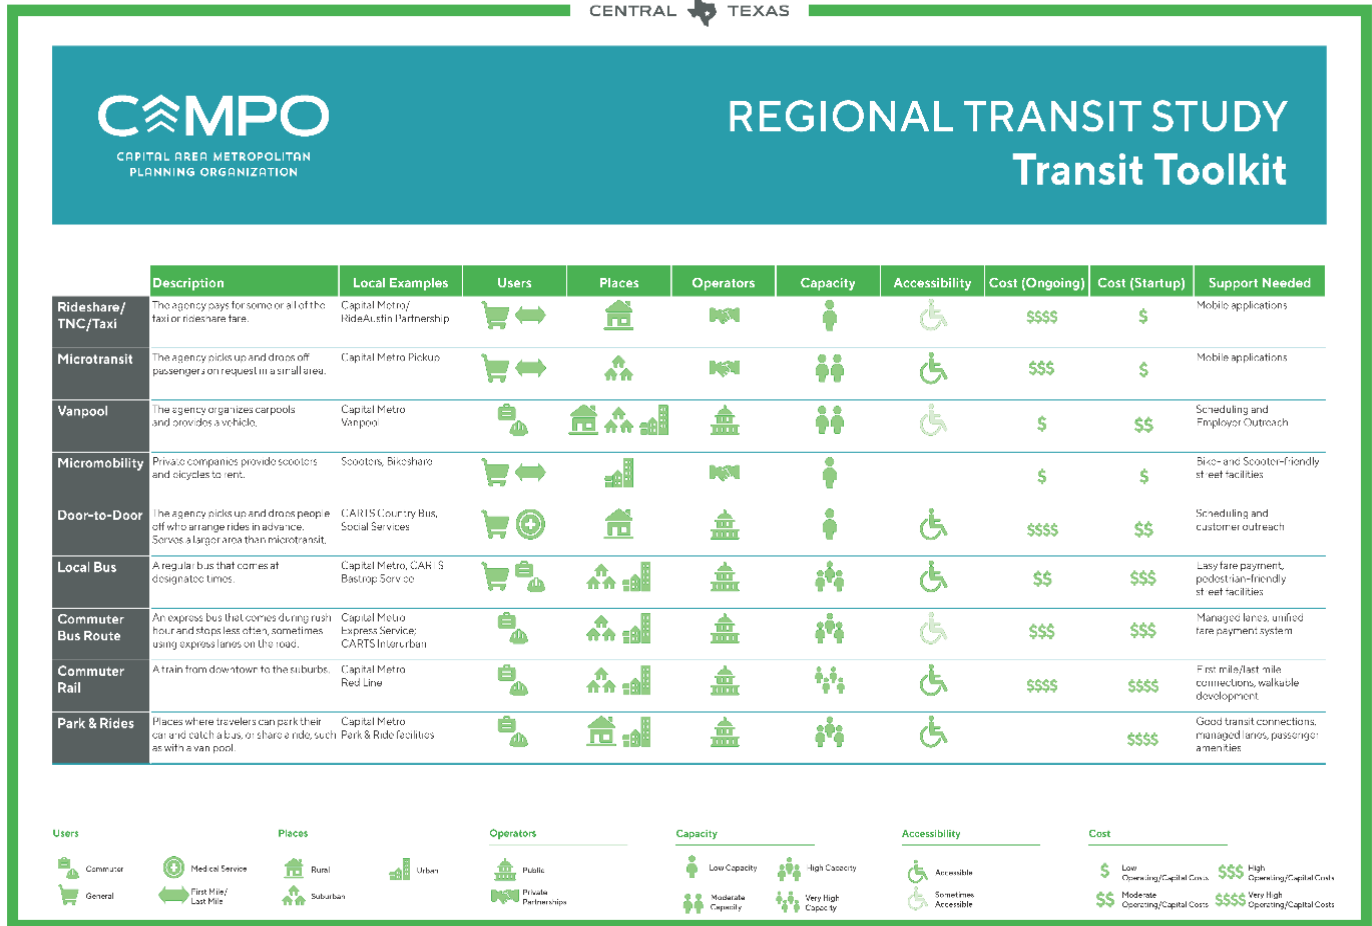 CENTRAL TEXAS
CAMPO
CAPITAL AREA METROPOLITAN
PLANNING ORGANIZATION
REGIONAL TRANSIT STUDY
Transit Toolkit
Description Local Examples Users Places Operators Capacity Accessibility Cost (Ongoing) Cost (Startup) Support Needed
Rideshare/
TNC/Taxi
The agency pays for some or all of the
taxi or rideshare fare.
Capital Metro/
RideAustin Partnership
$$$$
$
Mobile applications
Microtransit
The agency picks up and drops off
passengers on request in a small area.
Capital Metro Pickup
$$$
$
Mobile applications
Vanpool
The agency organizes carpools
and provides a vehicle.
Capital Metro
Vanpool
$
$$
Scheduling and
Employer Outreach
Micromobility
Private companies provide scooters
and bicycles to rent.
Scooters, Bikeshare
$
$
Bike- and Scooter-friendly
street facilities
Door-to-Door
The agency picks up and drops people
off who arrange rides in advance.
Serves a larger area than microtransit.
CARTS Country Bus,
Social Services
$$$$
$$
Scheduling and
customer outreach
Local Bus
A regular bus that comes at
designated times.
Capital Metro, CARTS
Bastrop Service
$$
$$$
Easy fare payment,
pedestrian-friendly
street facilities
Commuter
Bus Route
An express bus that comes during rush
hour and stops less often, sometimes
using express lanes on the road.
Capital Metro
Express Service;
CARTS Interurban
$$$
$$$
Managed lanes, unified
fare payment system
Commuter
Rail
A train from downtown to the suburbs.
Capital Metro
Red Line
$$$$
$$$$
First mile/last mile
connections, walkable
development
Park & Rides
Places where travelers can park their
car and catch a bus, or share a ride, such
as with a van pool.
Capital Metro
Park & Ride facilities
$$$$
Good transit connections,
managed lanes, passenger
amenities
Users
Commuter
General
Medical Service
First Mile/
Last Mile
Places
Rural
Suburban
Urban
Operators
Public
Private
Partnerships
Capacity
Low Capacity
Moderate
Capacity
High Capacity
Very High
Capacity
Accessibility
Accessible
Sometimes
Accessible
Cost
$ Low
Operating/Capital Costs
$$ Moderate
Operating/Capital Costs
$$$ High
Operating/Capital Costs
$$$$ Very High
Operating/Capital Costs